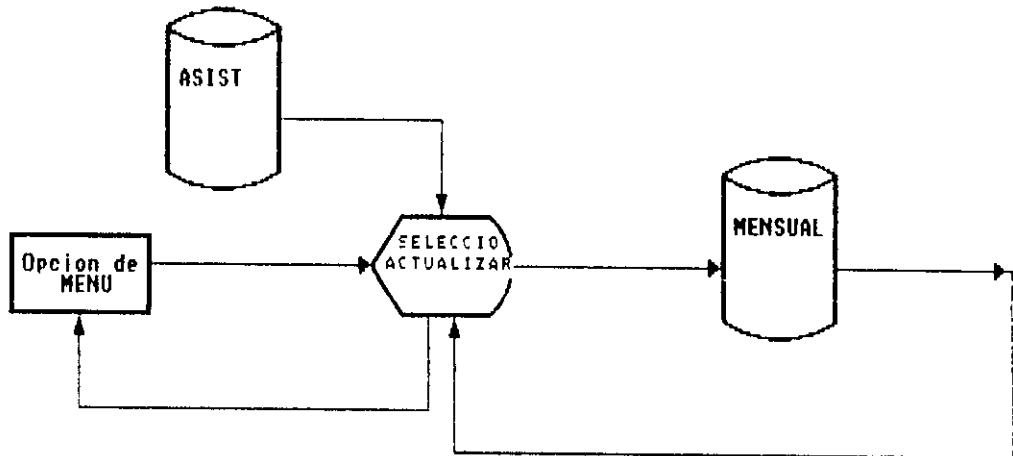 ASIST
SELECCIO
ACTUALIZAR
MENSUAL
Opcion de
MENU